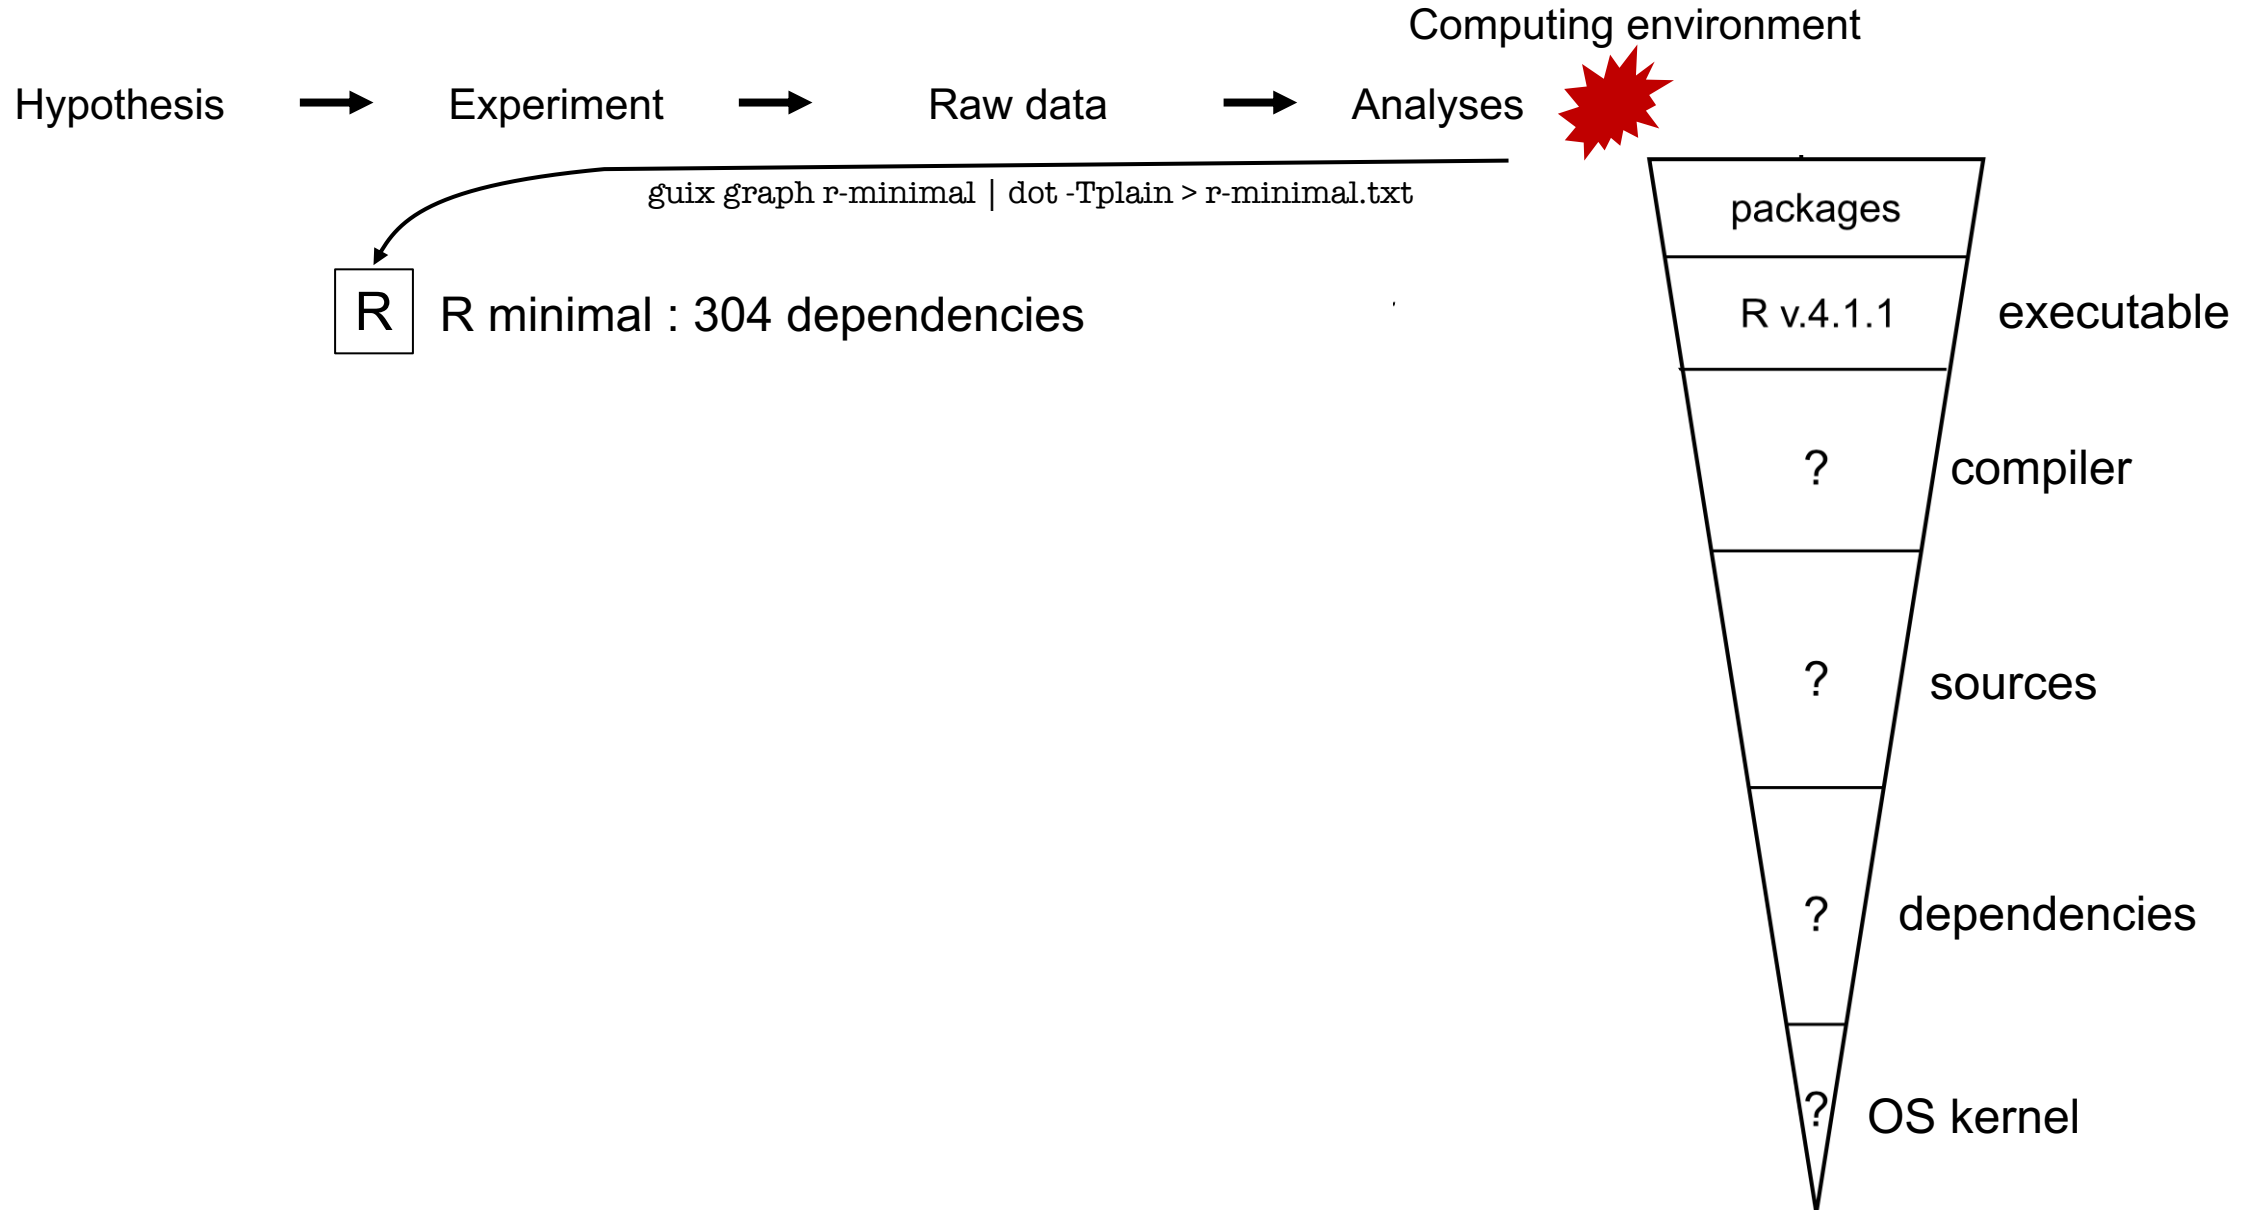 Computing environment
Hypothesis
Experiment
Raw data
Analyses
guix graph r-minimal | dot -Tplain > r-minimal.txt
R
R minimal : 304 dependencies
packages
R v.4.1.1
executable
?
compiler
?
sources
?
dependencies
?
OS kernel